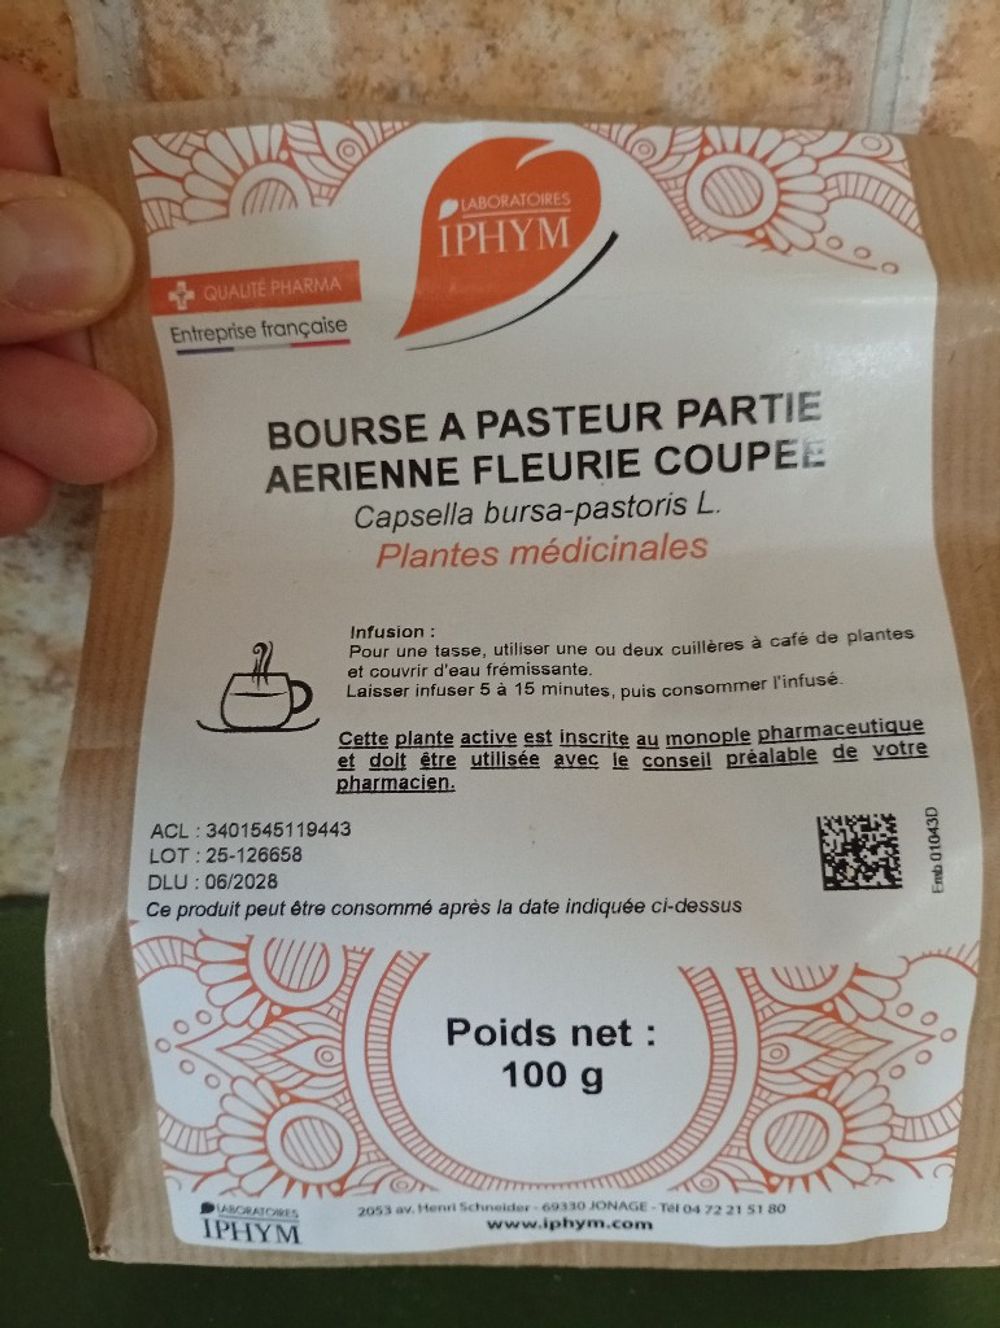 LABORATOIRES
IPHYM
QUALITÉ PHARMA
Entreprise française
BOURSE A PASTEUR PARTIE
AERIENNE FLEURIE COUPEE
Capsella bursa-pastoris L.
Plantes médicinales
Infusion :
Pour une tasse, utiliser une ou deux cuillères à café de plantes
et couvrir d'eau frémissante.
Laisser infuser 5 à 15 minutes, puis consommer l'infusé.
Cette plante active est inscrite au monople pharmaceutique
et doit être utilisée avec le conseil préalable de votre
pharmacien.
ACL : 3401545119443
LOT : 25-126658
DLU : 06/2028
Ce produit peut être consommé après la date indiquée ci-dessus
Emb 01043D
Poids net :
100 g
LABORATOIRES
IPHYM
2053 av. Henri Schneider - 69330 JONAGE - Tél 04 72 21 51 80
www.iphym.com